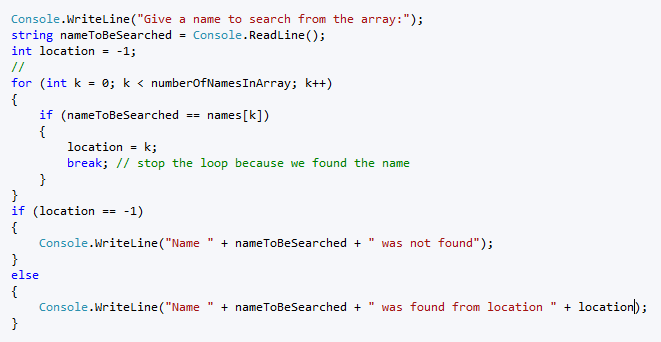 Console.WriteLine("Give a name to search from the array:");
string nameToBeSearched = Console.ReadLine();
int location = -1;
//
for (int k = 0; k < numberOfNamesInArray; k++)
{
    if (nameToBeSearched == names[k])
    {
        location = k;
        break; // stop the loop because we found the name
    }
}
if (location == -1)
{
    Console.WriteLine("Name " + nameToBeSearched + " was not found");
}
else
{
    Console.WriteLine("Name " + nameToBeSearched + " was found from location " + location);
}